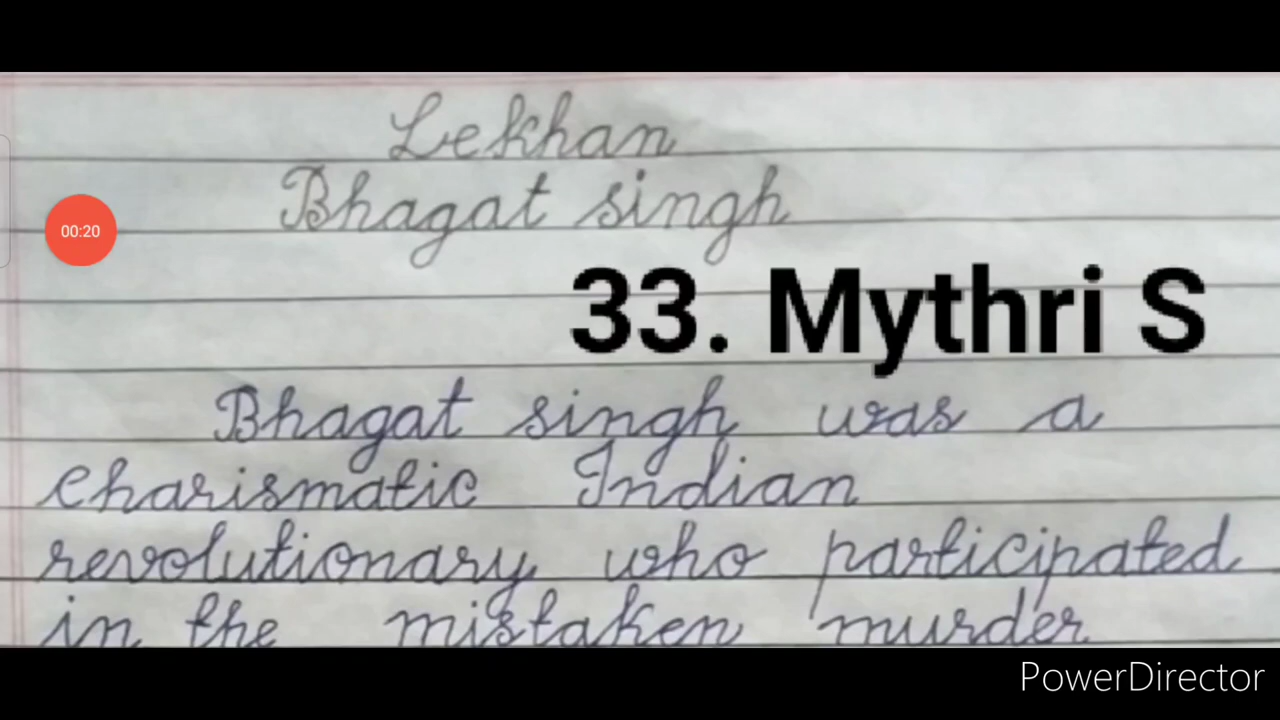 Lekhan
Bhagat singh
00:20
33. Mythri S
Bhagat singh was a
charismatic Indian
revolutionary who participated
in the mistaken murder
PowerDirector